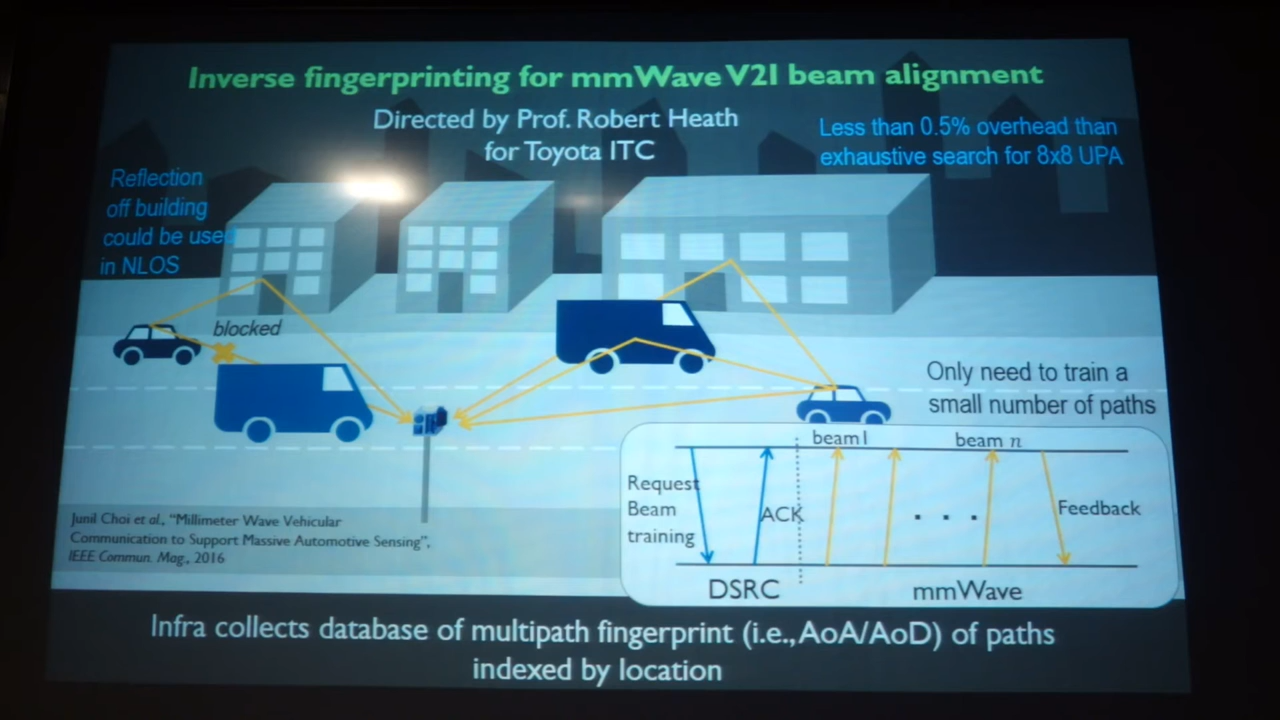 Inverse fingerprinting for mmWave V2I beam alignment
Directed by Prof. Robert Heath
for Toyota ITC
Less than 0.5% overhead than
exhaustive search for 8x8 UPA
Reflection
off building
could be used
in NLOS
blocked
Only need to train a
small number of paths
beam1
beam n
Request
Beam
training
ACK
. . .
Feedback
DSRC
mmWave
Junil Choi et al., “Millimeter Wave Vehicular
Communication to Support Massive Automotive Sensing”,
IEEE Commun. Mag., 2016
Infra collects database of multipath fingerprint (i.e., AoA/AoD) of paths
indexed by location